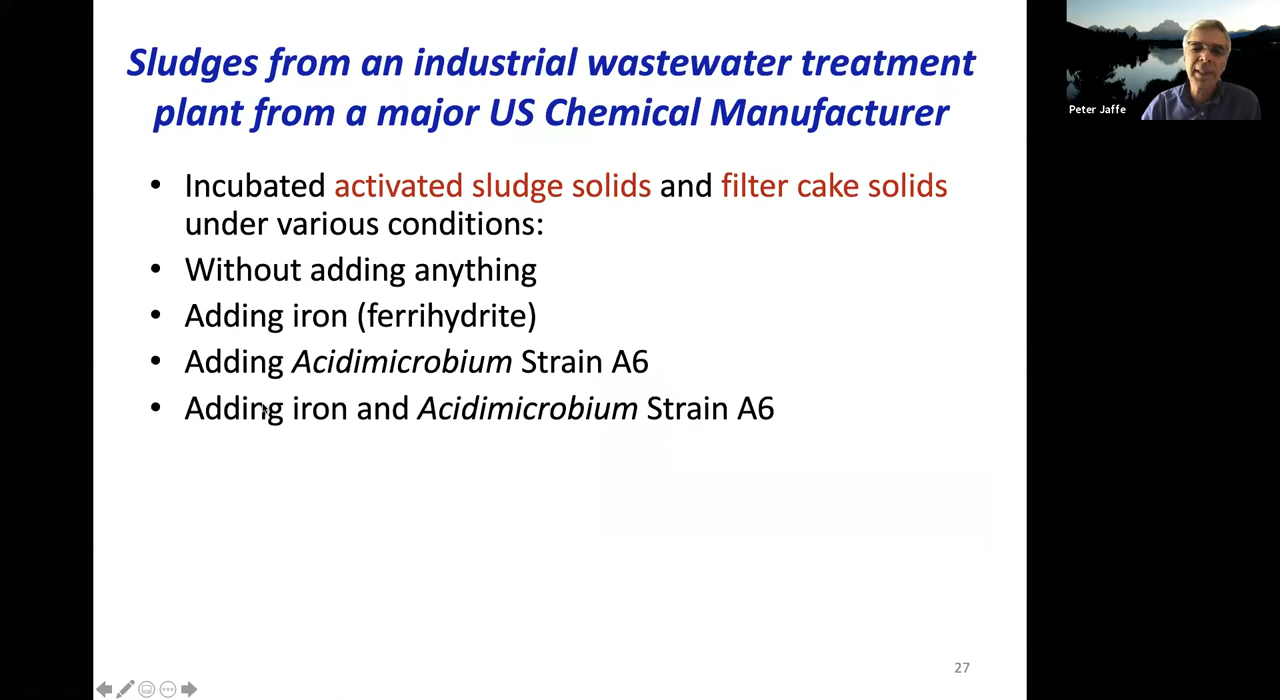 Sludges from an industrial wastewater treatment
plant from a major US Chemical Manufacturer
• Incubated activated sludge solids and filter cake solids
under various conditions:
• Without adding anything
• Adding iron (ferrihydrite)
• Adding Acidimicrobium Strain A6
• Adding iron and Acidimicrobium Strain A6
27
Peter Jaffe